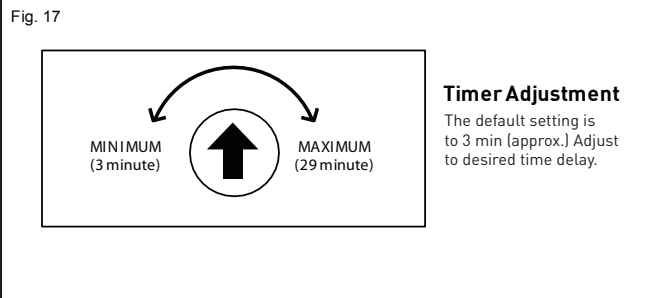 Fig. 17
MINIMUM
(3 minute)
MAXIMUM
(29 minute)
Timer Adjustment
The default setting is
to 3 min (approx.) Adjust
to desired time delay.